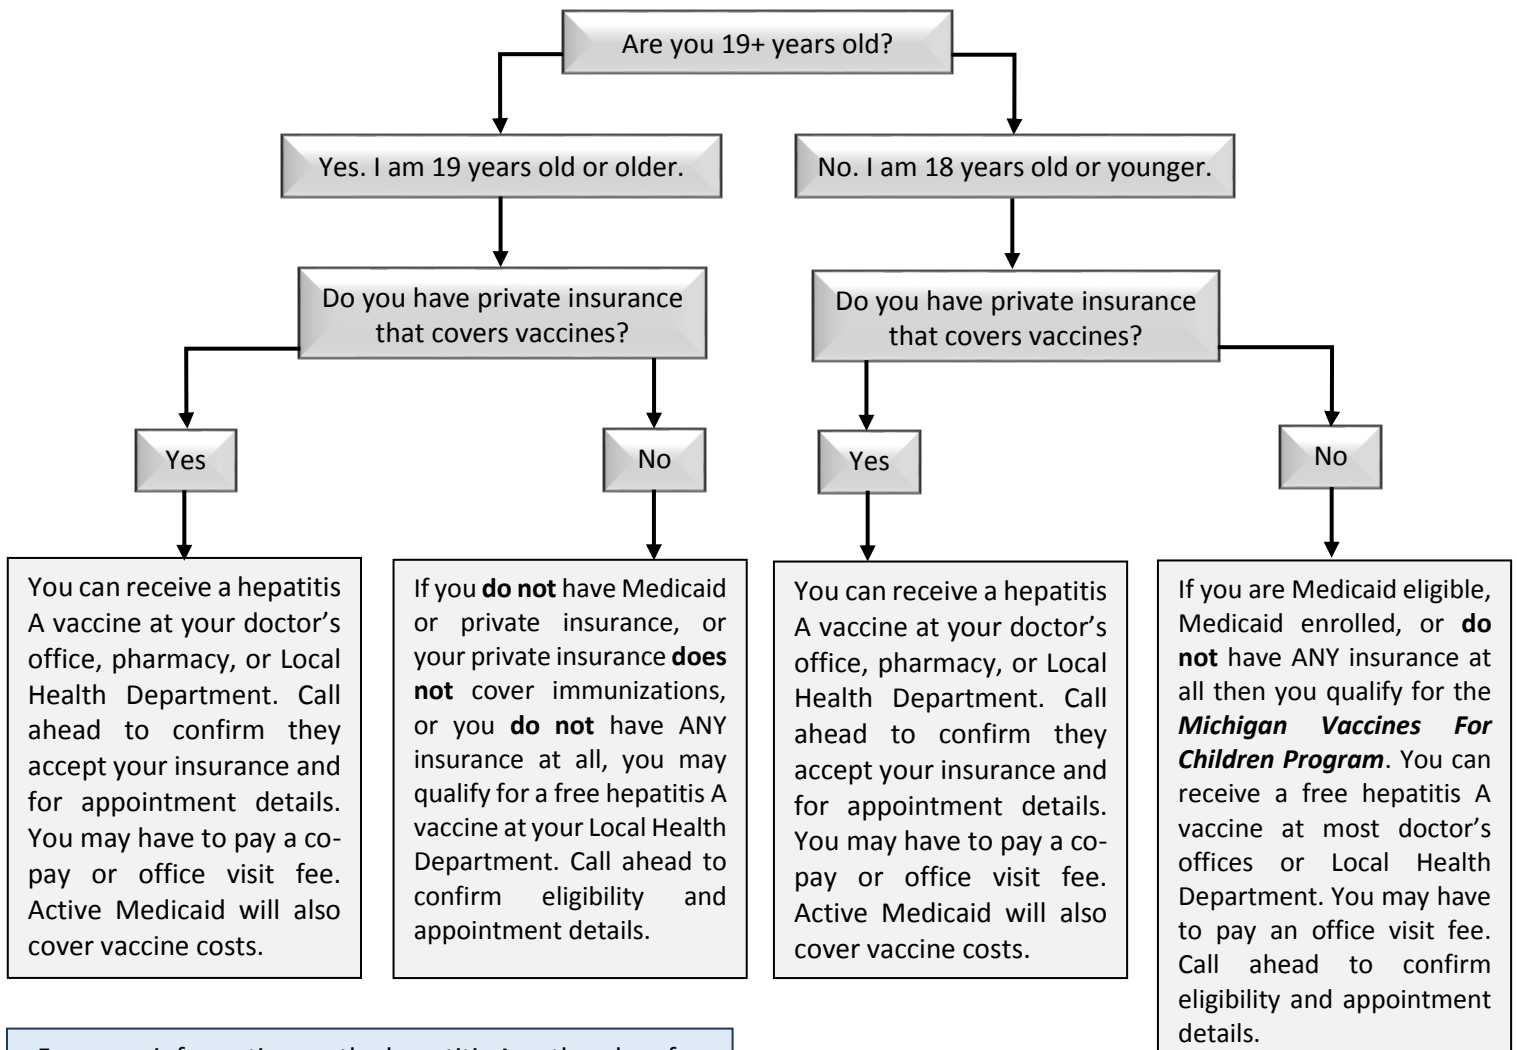 Are you 19+ years old?
Yes. I am 19 years old or older.
No. I am 18 years old or younger.
Do you have private insurance
that covers vaccines?
Do you have private insurance
that covers vaccines?
Yes
No
Yes
No
You can receive a hepatitis
A vaccine at your doctor's
office, pharmacy, or Local
Health Department. Call
ahead to confirm they
accept your insurance and
for appointment details.
You may have to pay a co-
pay or office visit fee.
Active Medicaid will also
cover vaccine costs.
If you do not have Medicaid
or private insurance, or
your private insurance does
not cover immunizations,
or you do not have ANY
insurance at all, you may
qualify for a free hepatitis A
vaccine at your Local Health
Department. Call ahead to
confirm eligibility and
appointment details.
You can receive a hepatitis
A vaccine at your doctor's
office, pharmacy, or Local
Health Department. Call
ahead to confirm they
accept your insurance and
for appointment details.
You may have to pay a co-
pay or office visit fee.
Active Medicaid will also
cover vaccine costs.
If you are Medicaid eligible,
Medicaid enrolled, or do
not have ANY insurance at
all then you qualify for the
Michigan Vaccines For
Children Program. You can
receive a free hepatitis A
vaccine at most doctor's
offices or Local Health
Department. You may have
to pay an office visit fee.
Call ahead to confirm
eligibility and appointment
details.